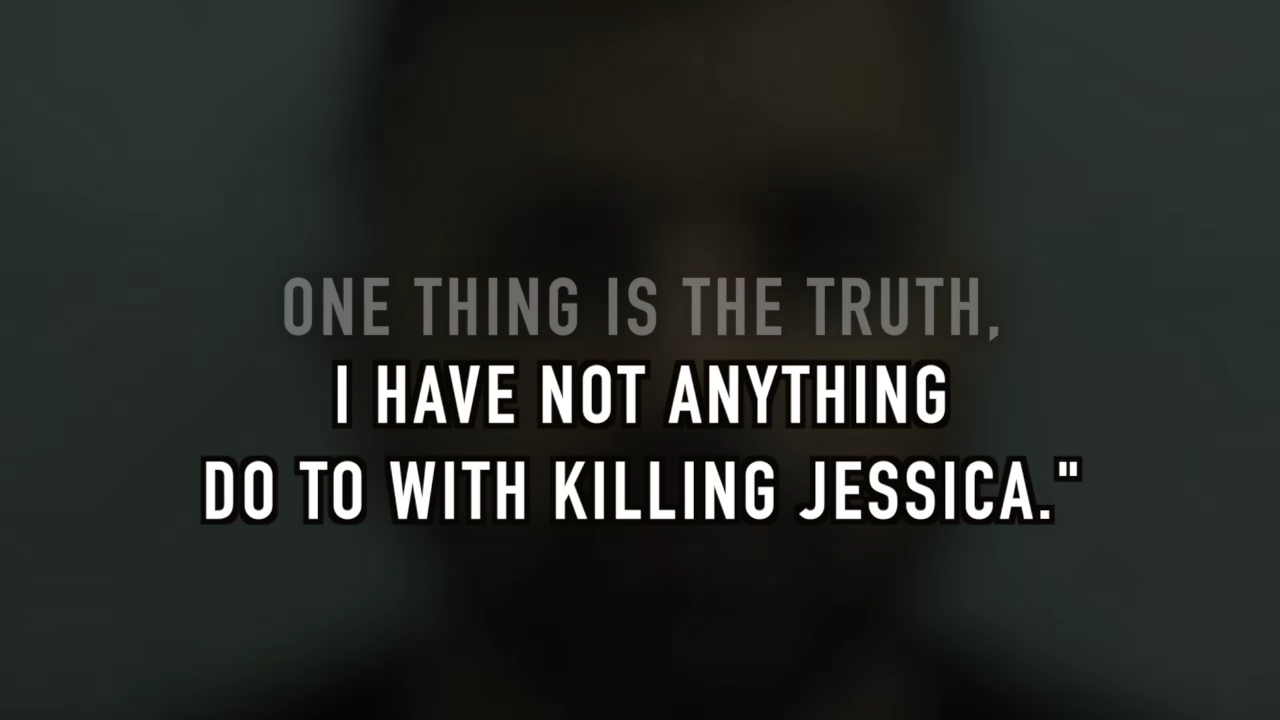 ONE THING IS THE TRUTH,
I HAVE NOT ANYTHING
DO TO WITH KILLING JESSICA."